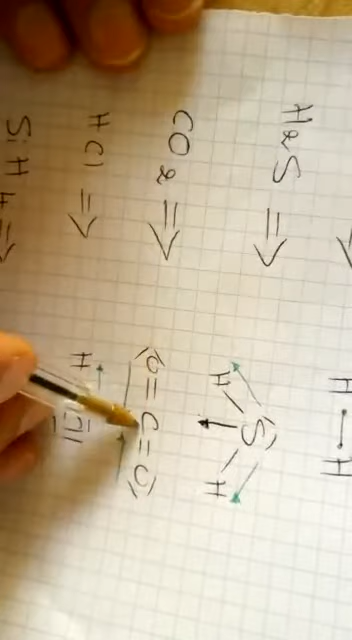 ⇒ H — H
H₂S ⇒ S
H H
CO₂ ⇒ O = C = O
HCl ⇒ H Cl
SiH₄ ⇒